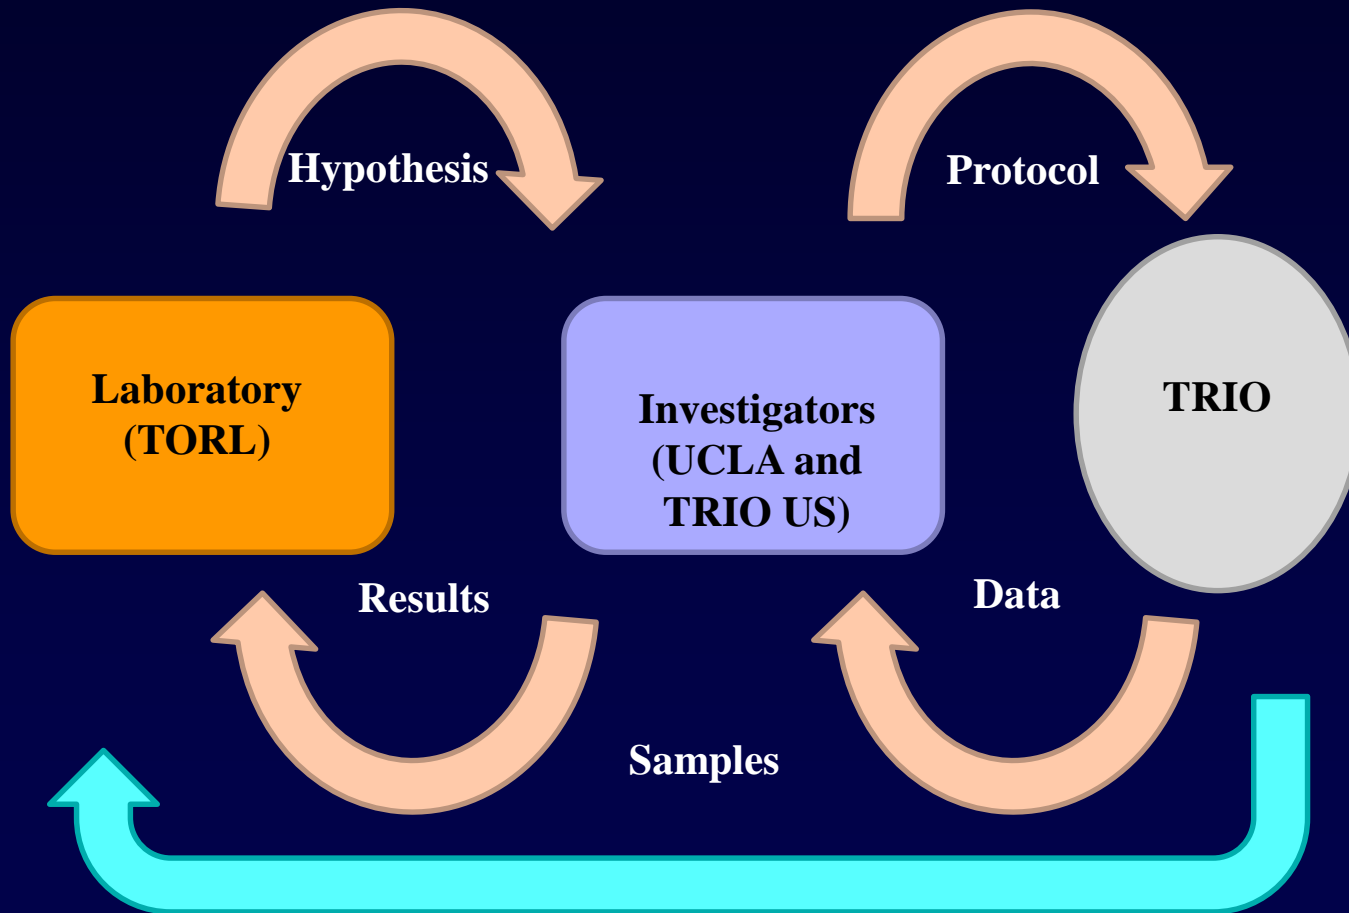 Hypothesis
Protocol
Laboratory
(TORL)
Investigators
(UCLA and
TRIO US)
TRIO
Results
Data
Samples